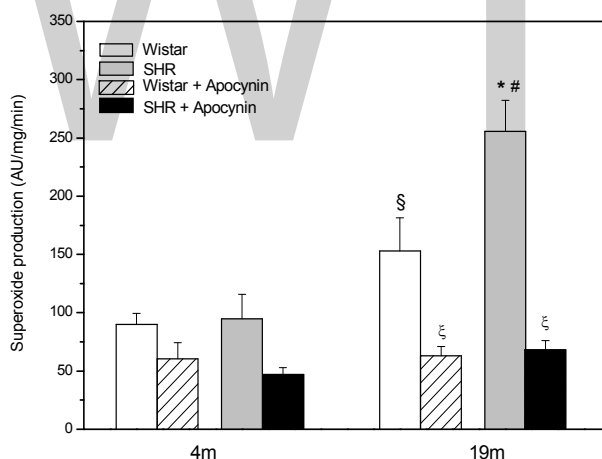 350
300
250
200
150
100
50
0
Superoxide production (AU/mg/min)
Wistar
SHR
Wistar + Apocynin
SHR + Apocynin
* #
§
ξ
ξ
4m
19m